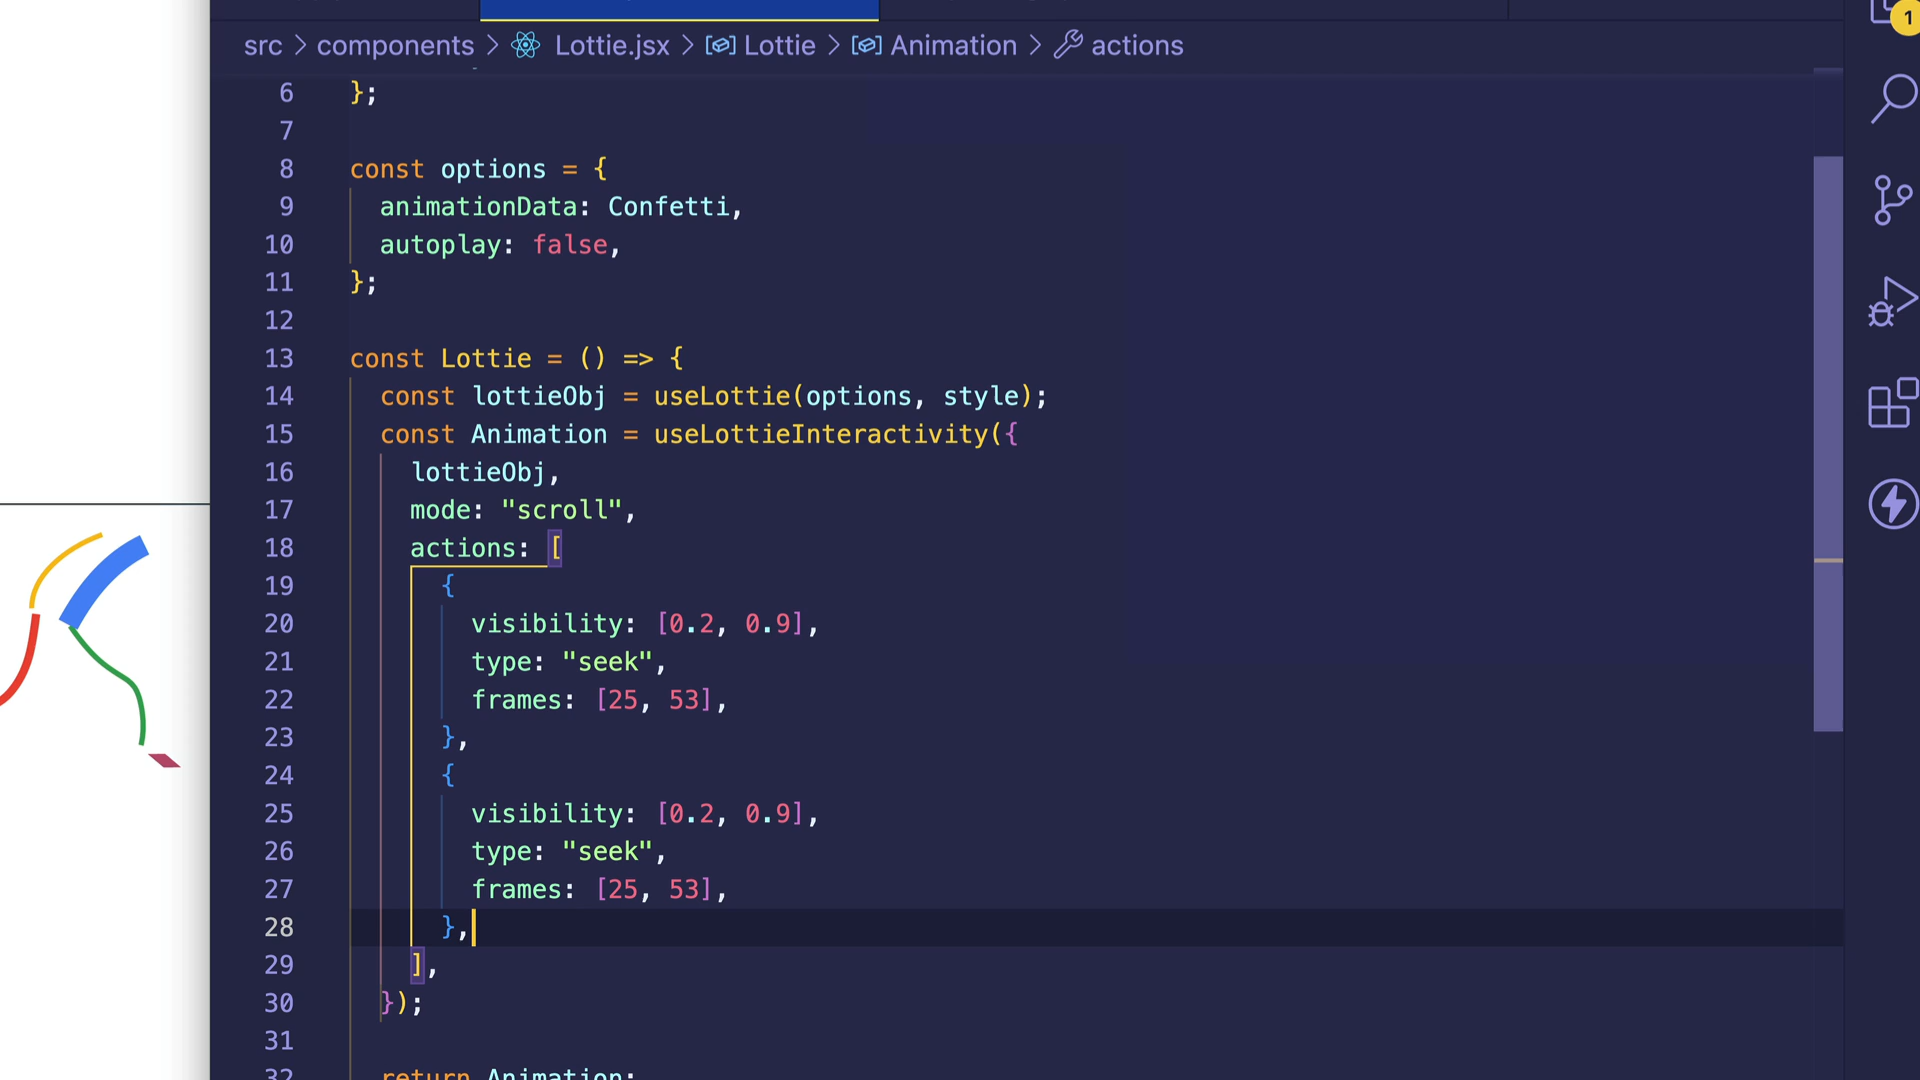 1
src > components > Lottie.jsx > Lottie > Animation > actions
6 };
7
8 const options = {
9 animationData: Confetti,
10 autoplay: false,
11 };
12
13 const Lottie = () => {
14 const lottieObj = useLottie(options, style);
15 const Animation = useLottieInteractivity({
16 lottieObj,
17 mode: "scroll",
18 actions: [
19 {
20 visibility: [0.2, 0.9],
21 type: "seek",
22 frames: [25, 53],
23 },
24 {
25 visibility: [0.2, 0.9],
26 type: "seek",
27 frames: [25, 53],
28 },
29 ],
30 });
31
32 return Animation;